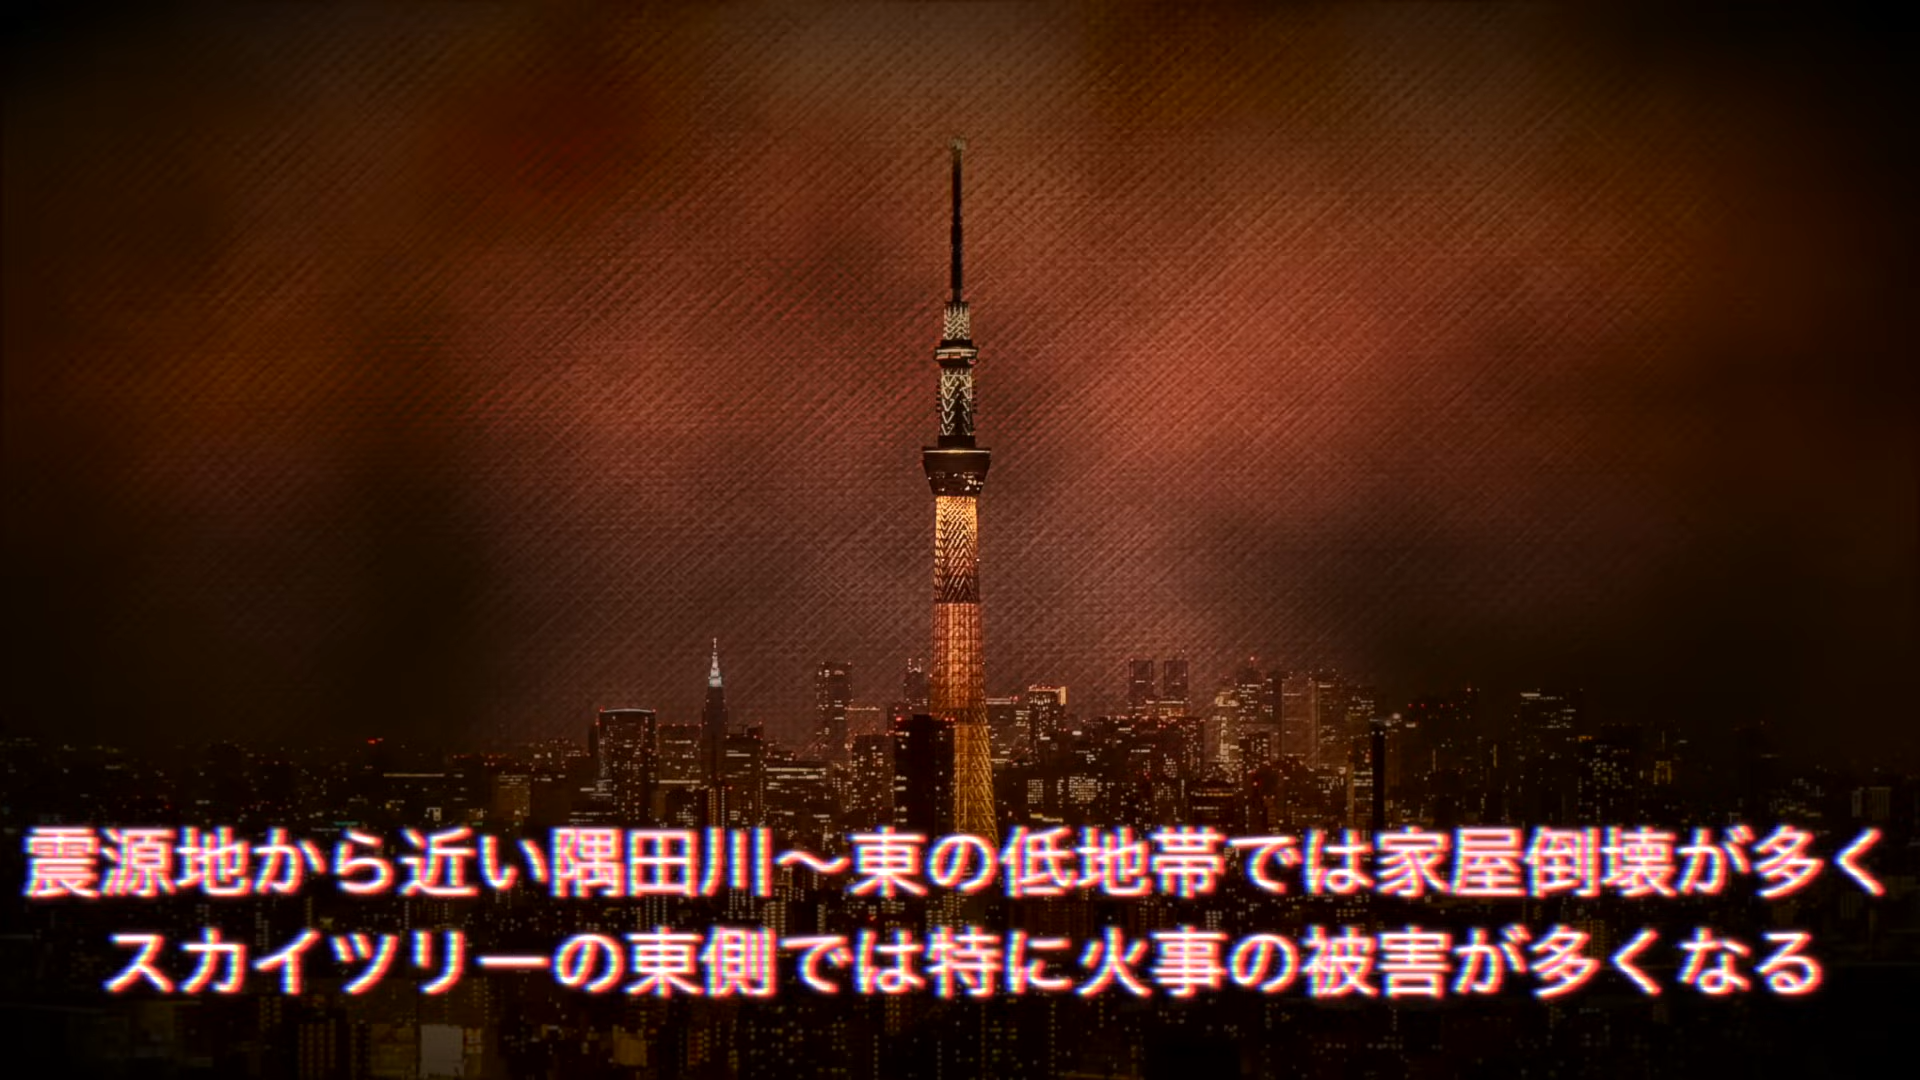 震源地から近い隅田川～東の低地帯では家屋倒壊が多く
スカイツリーの東側では特に火事の被害が多くなる